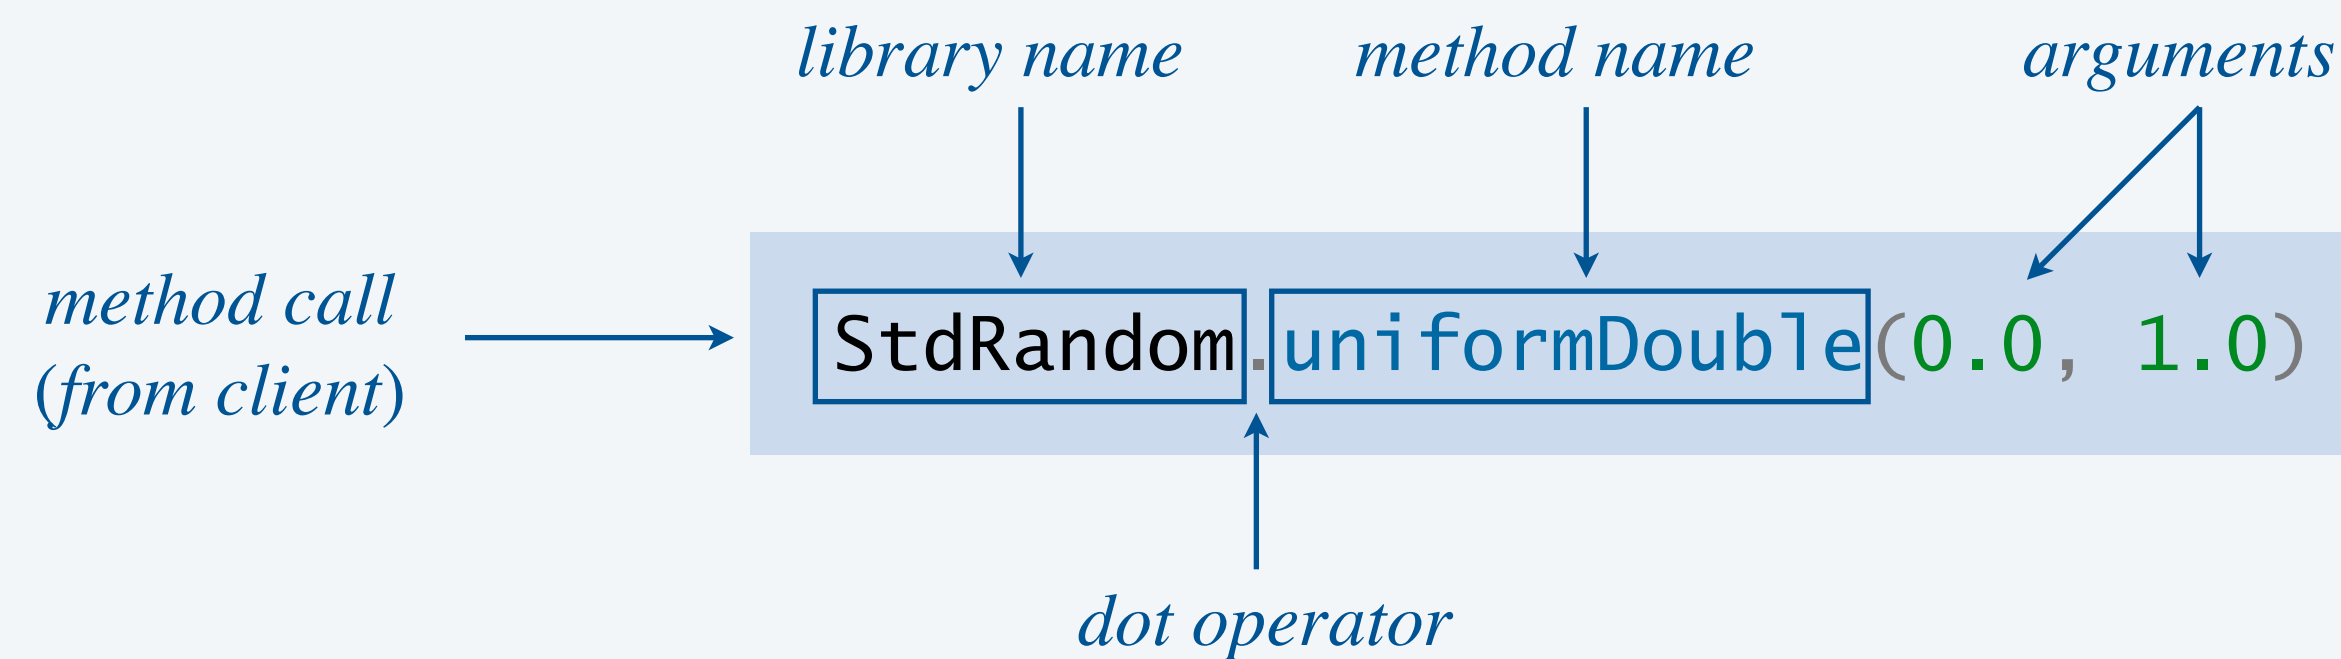 library name
method name
arguments
method call
(from client)
StdRandom.uniformDouble(0.0, 1.0)
dot operator